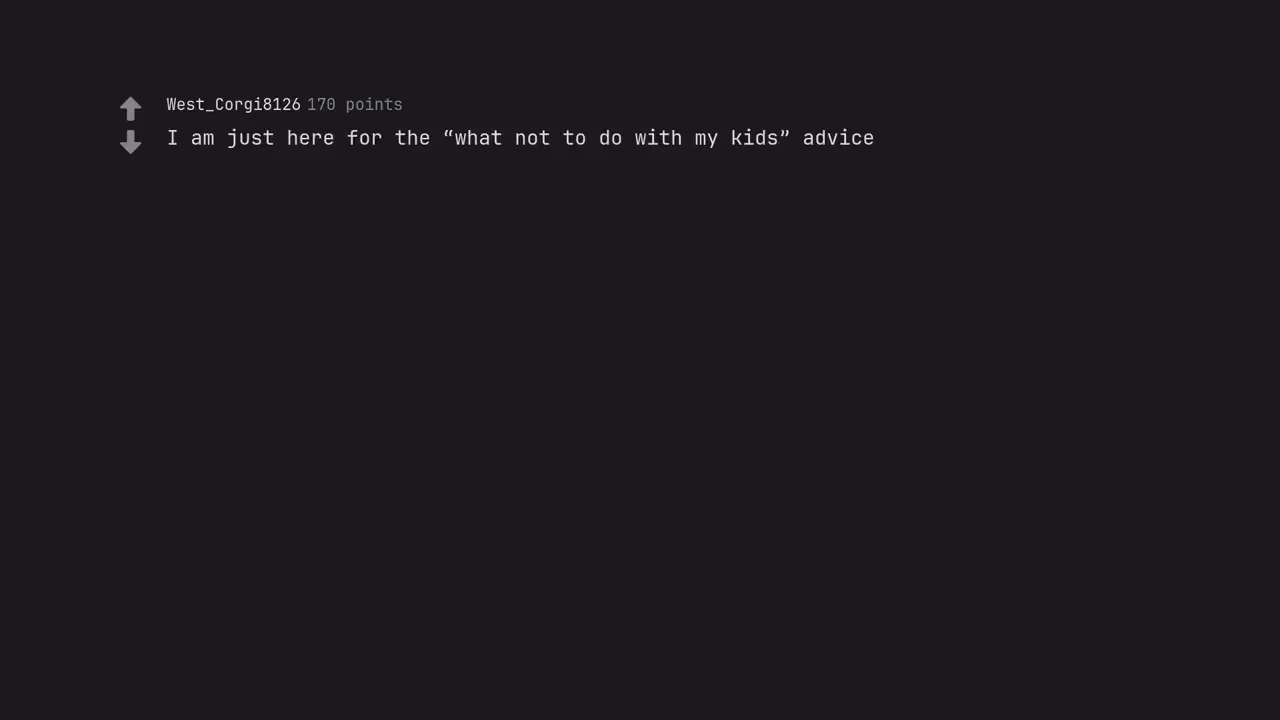 West_Corgi8126 170 points
I am just here for the “what not to do with my kids” advice